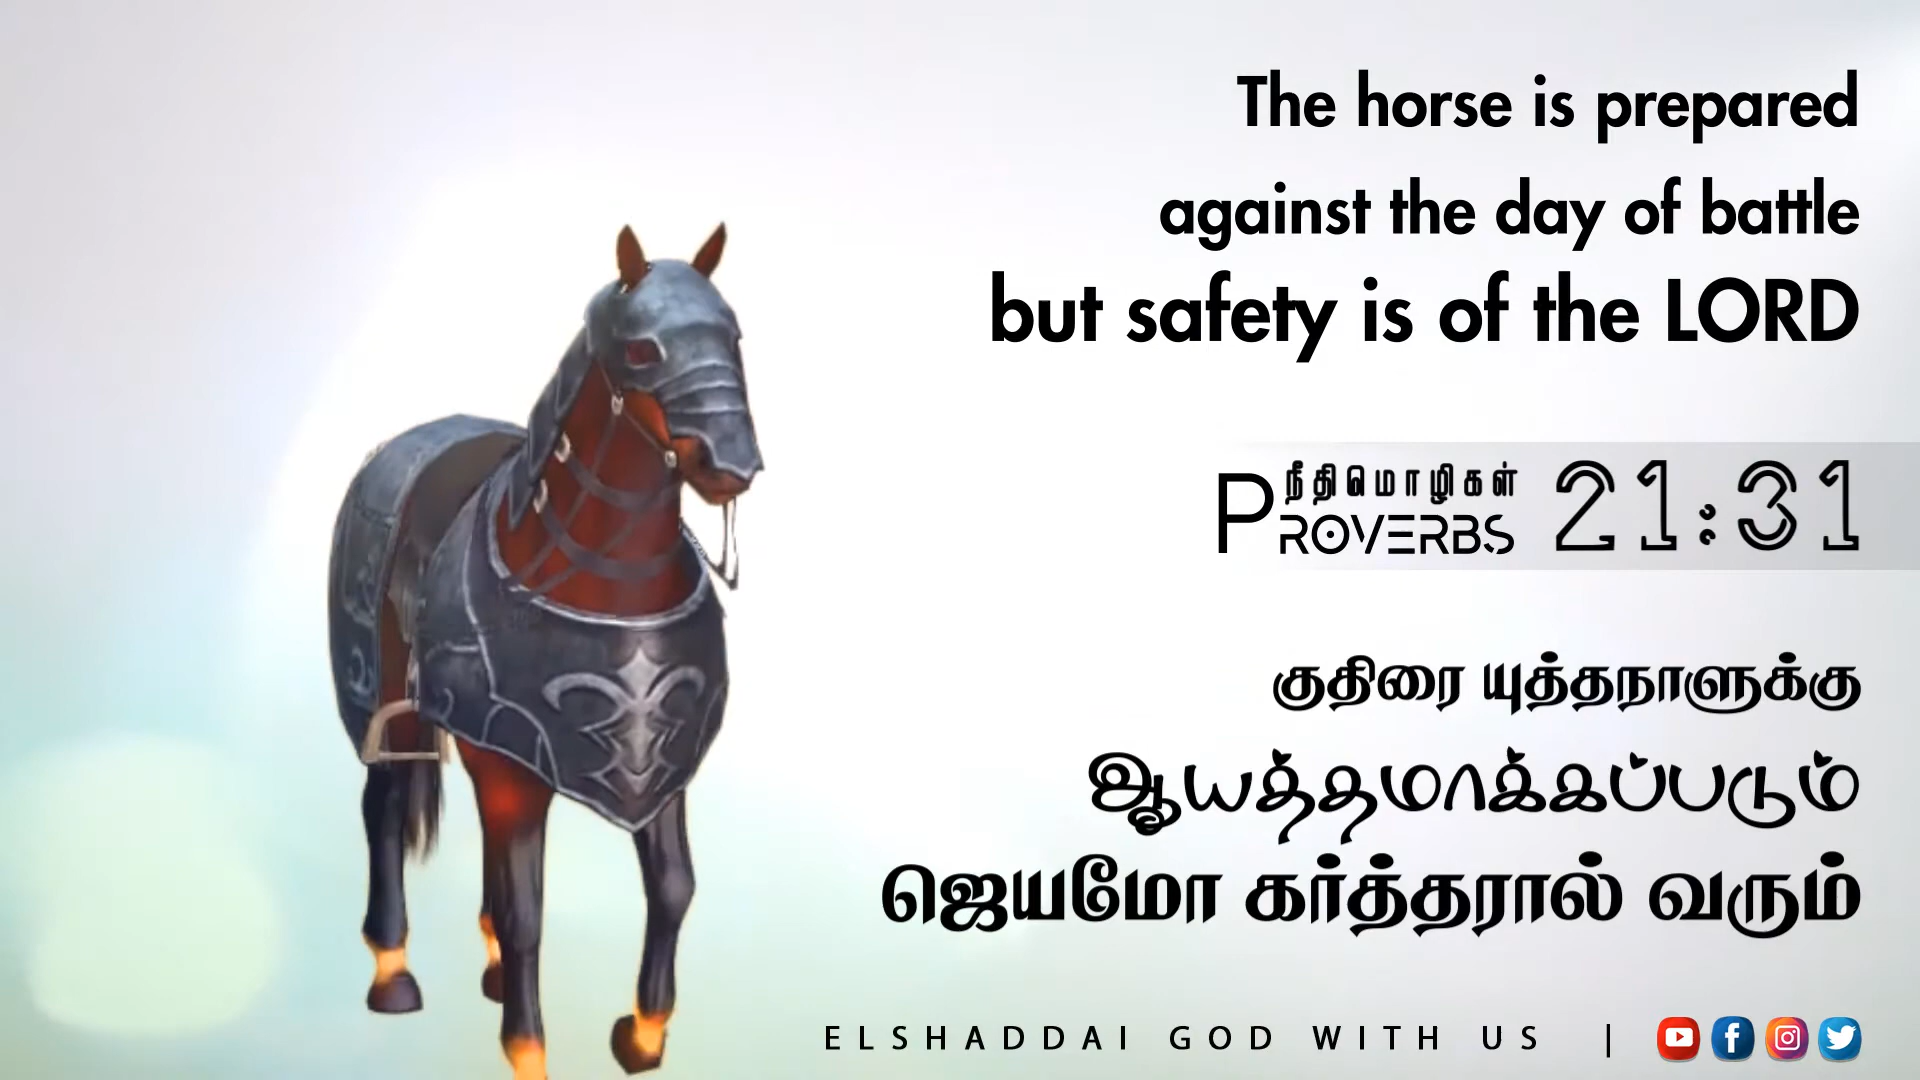 The horse is prepared
against the day of battle
but safety is of the LORD
நீதிமொழிகள்
PROVERBS 21:31
குதிரை யுத்தநாளுக்கு
ஆயத்தமாக்கப்படும்
ஜெயமோ கர்த்தரால் வரும்
ELSHADDAI GOD WITH US |